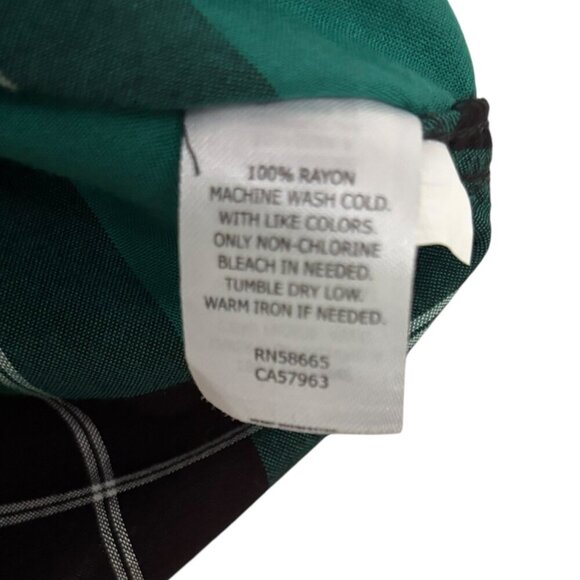 100% RAYON
MACHINE WASH COLD.
WITH LIKE COLORS.
ONLY NON-CHLORINE
BLEACH IN NEEDED.
TUMBLE DRY LOW.
WARM IRON IF NEEDED.
RN58665
CA57963